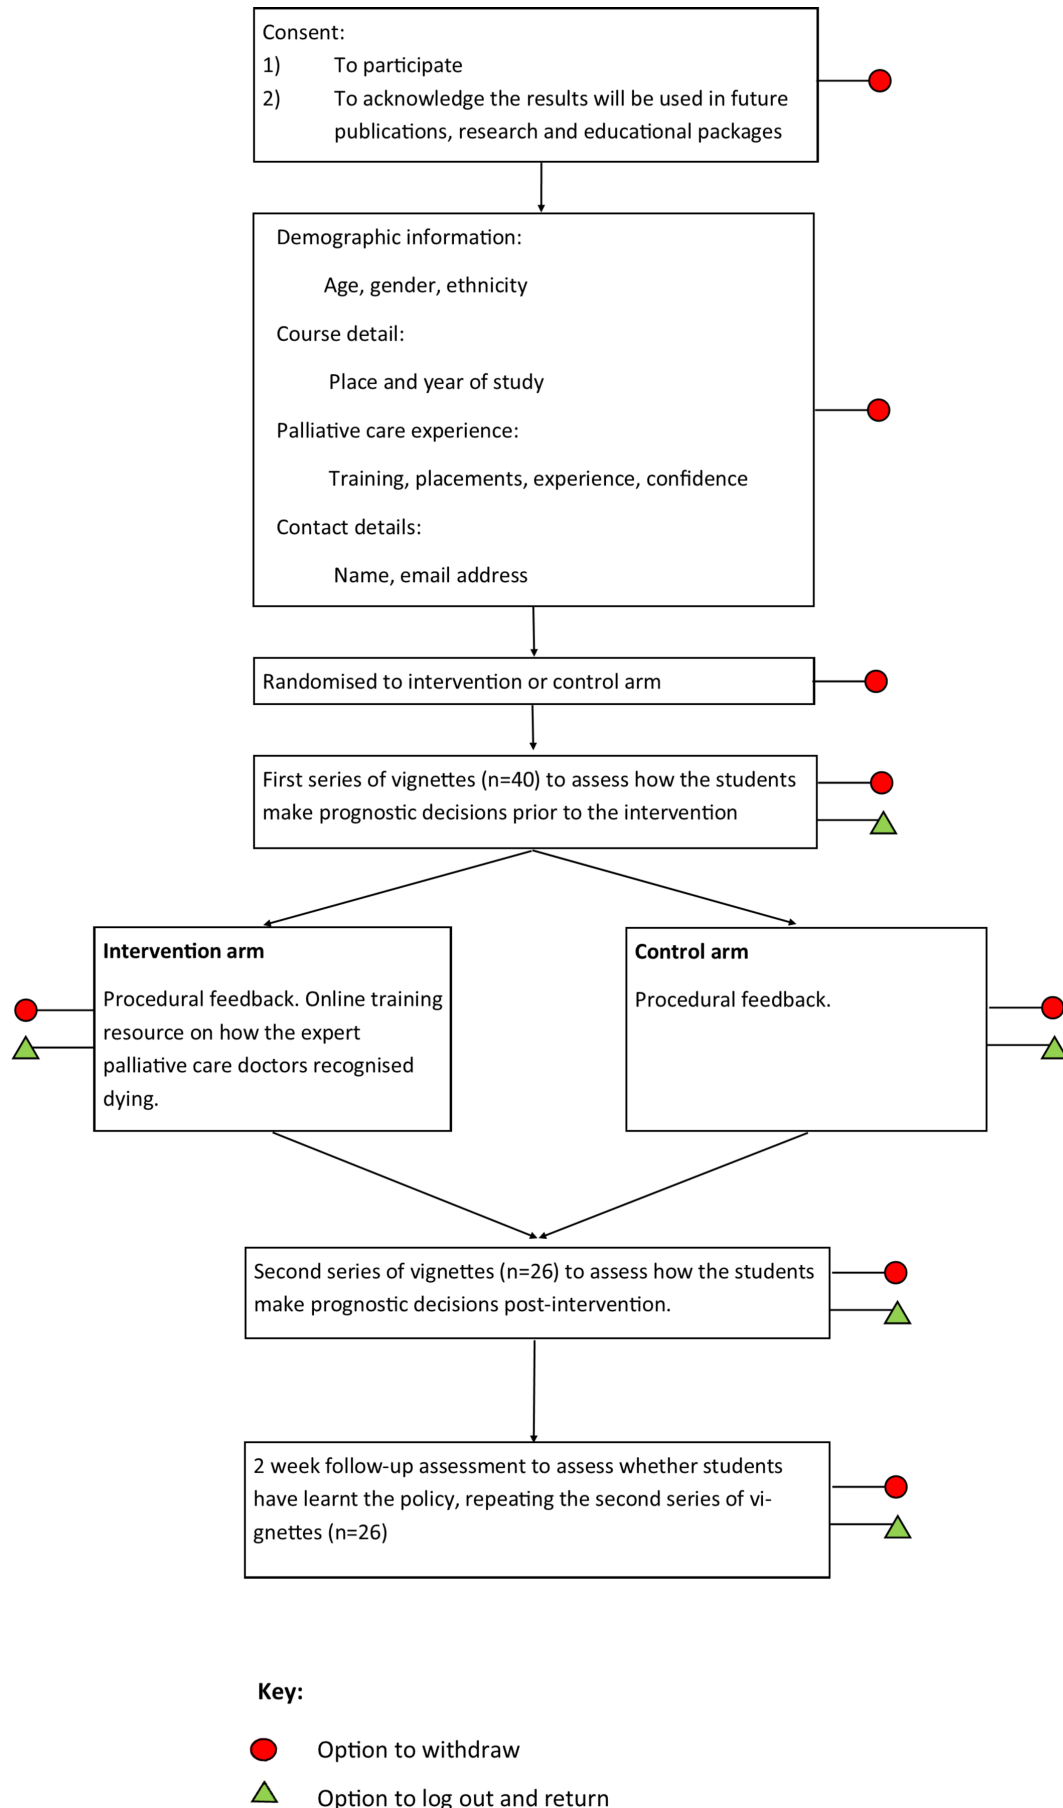 Consent:
1) To participate
2) To acknowledge the results will be used in future
publications, research and educational packages
Demographic information:
Age, gender, ethnicity
Course detail:
Place and year of study
Palliative care experience:
Training, placements, experience, confidence
Contact details:
Name, email address
Randomised to intervention or control arm
First series of vignettes (n=40) to assess how the students
make prognostic decisions prior to the intervention
Intervention arm
Procedural feedback. Online training
resource on how the expert
palliative care doctors recognised
dying.
Control arm
Procedural feedback.
Second series of vignettes (n=26) to assess how the students
make prognostic decisions post-intervention.
2 week follow-up assessment to assess whether students
have learnt the policy, repeating the second series of vi-
gnettes (n=26)
Key:
Option to withdraw
Option to log out and return